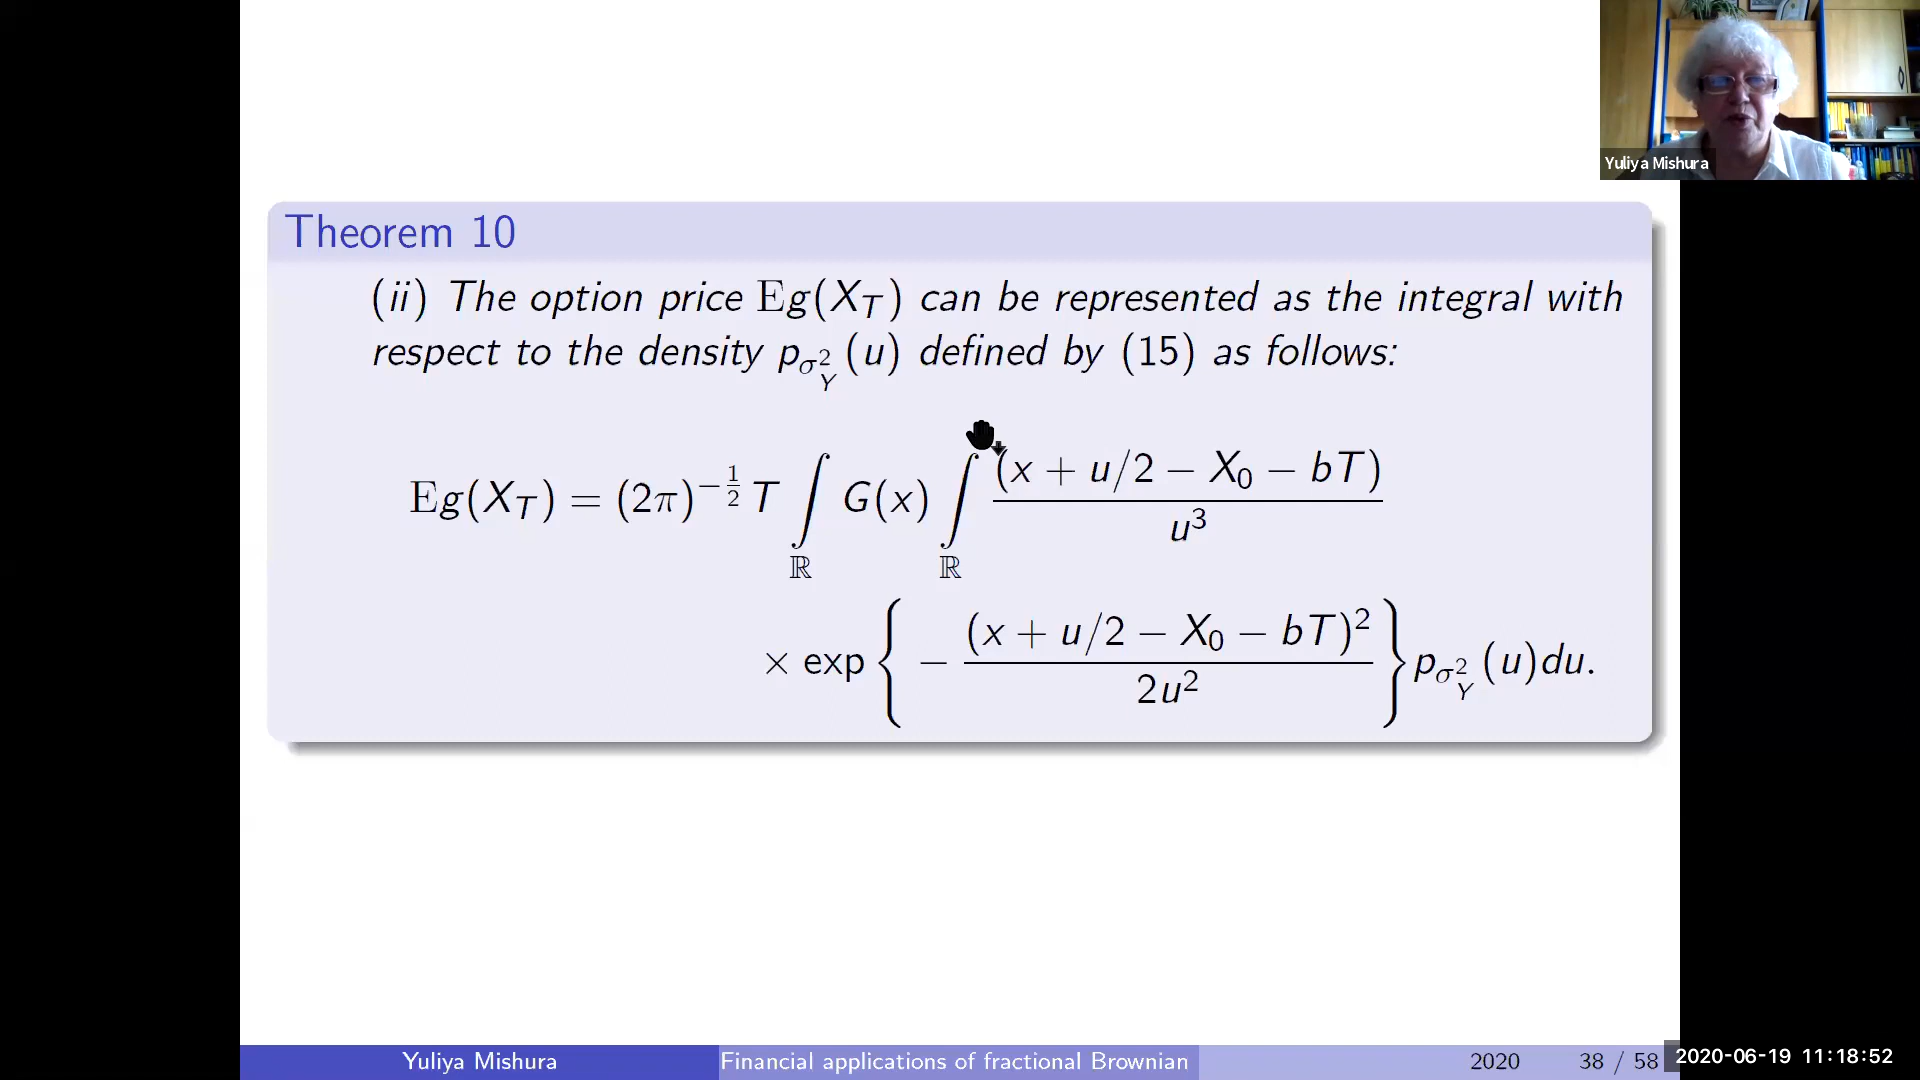 Yuliya Mishura
Theorem 10
(ii) The option price Eg(X_T) can be represented as the integral with
respect to the density p_{σ_Y^2}(u) defined by (15) as follows:
Eg(X_T) = (2π)^{-\frac{1}{2}} T ∫_ℝ G(x) ∫_ℝ \frac{(x + u/2 − X_0 − bT)}{u^3}
× exp { − \frac{(x + u/2 − X_0 − bT)^2}{2u^2} } p_{σ_Y^2}(u)du.
Yuliya Mishura Financial applications of fractional Brownian 2020 38 / 58
2020-06-19 11:18:52